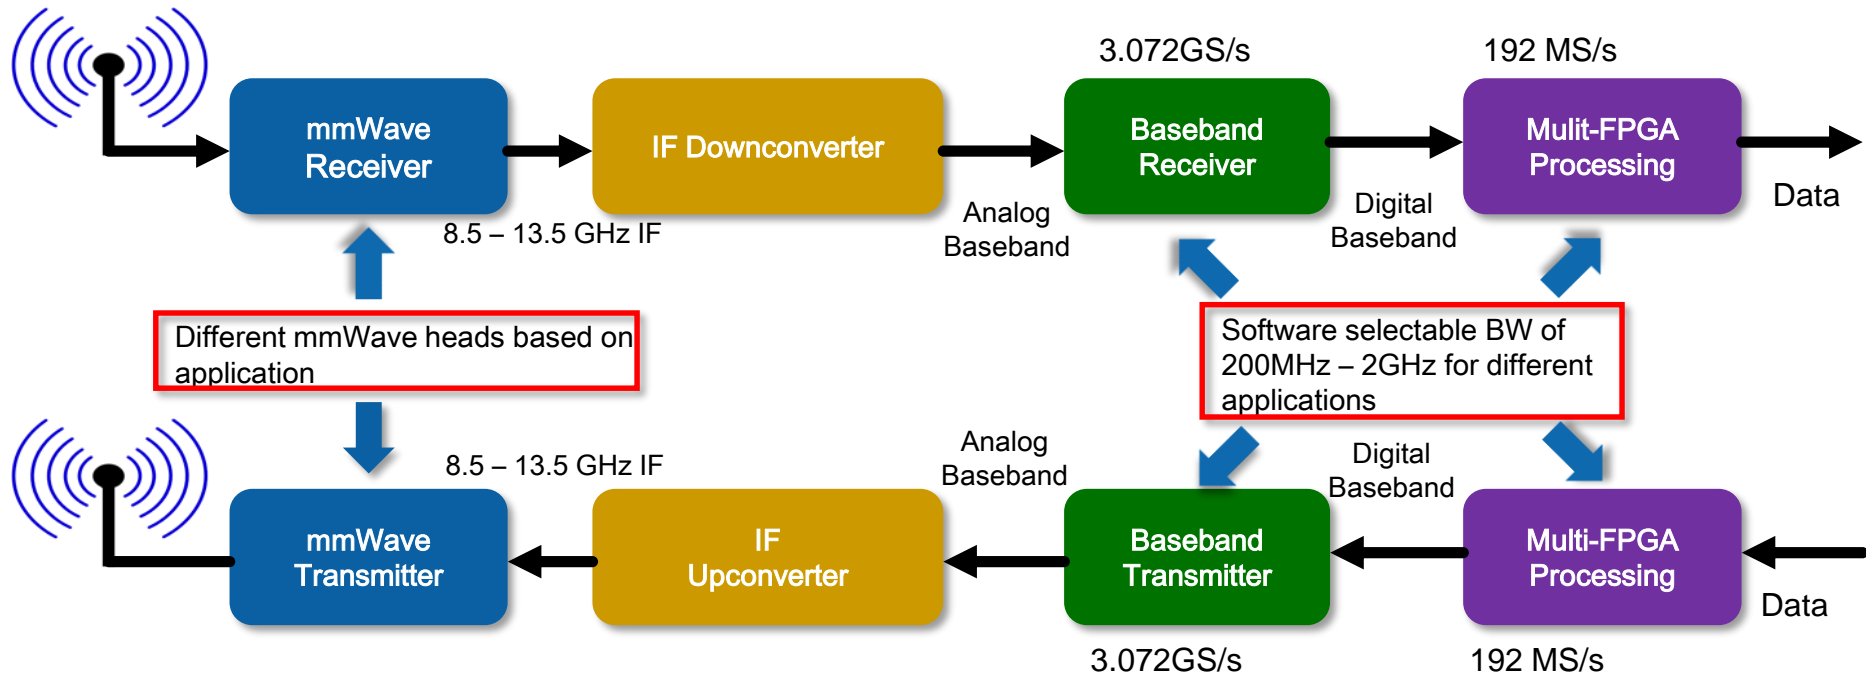 3.072GS/s
192 MS/s
mmWave
Receiver
IF Downconverter
Baseband
Receiver
Mulit-FPGA
Processing
Data
8.5 – 13.5 GHz IF
Analog
Baseband
Digital
Baseband
Different mmWave heads based on
application
Software selectable BW of
200MHz – 2GHz for different
applications
8.5 – 13.5 GHz IF
Analog
Baseband
Digital
Baseband
mmWave
Transmitter
IF
Upconverter
Baseband
Transmitter
Multi-FPGA
Processing
Data
3.072GS/s
192 MS/s